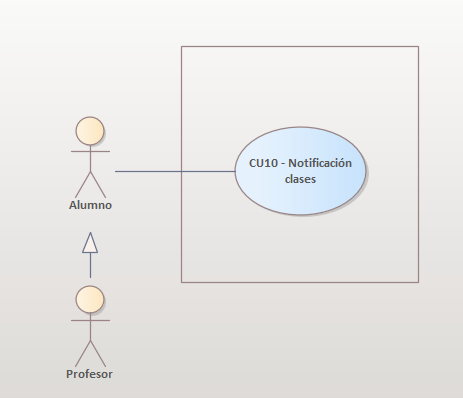 Alumno
CU10 - Notificación
clases
Profesor